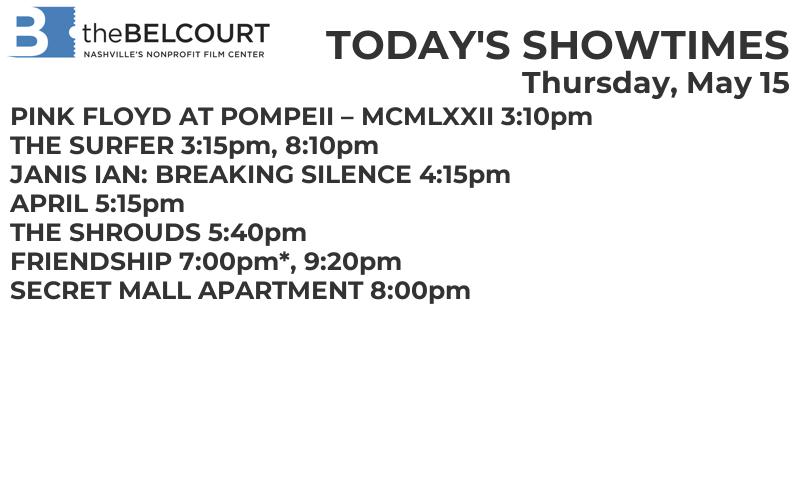 B theBELCOURT
NASHVILLE'S NONPROFIT FILM CENTER
TODAY'S SHOWTIMES
Thursday, May 15
PINK FLOYD AT POMPEII – MCMLXXII 3:10pm
THE SURFER 3:15pm, 8:10pm
JANIS IAN: BREAKING SILENCE 4:15pm
APRIL 5:15pm
THE SHROUDS 5:40pm
FRIENDSHIP 7:00pm*, 9:20pm
SECRET MALL APARTMENT 8:00pm